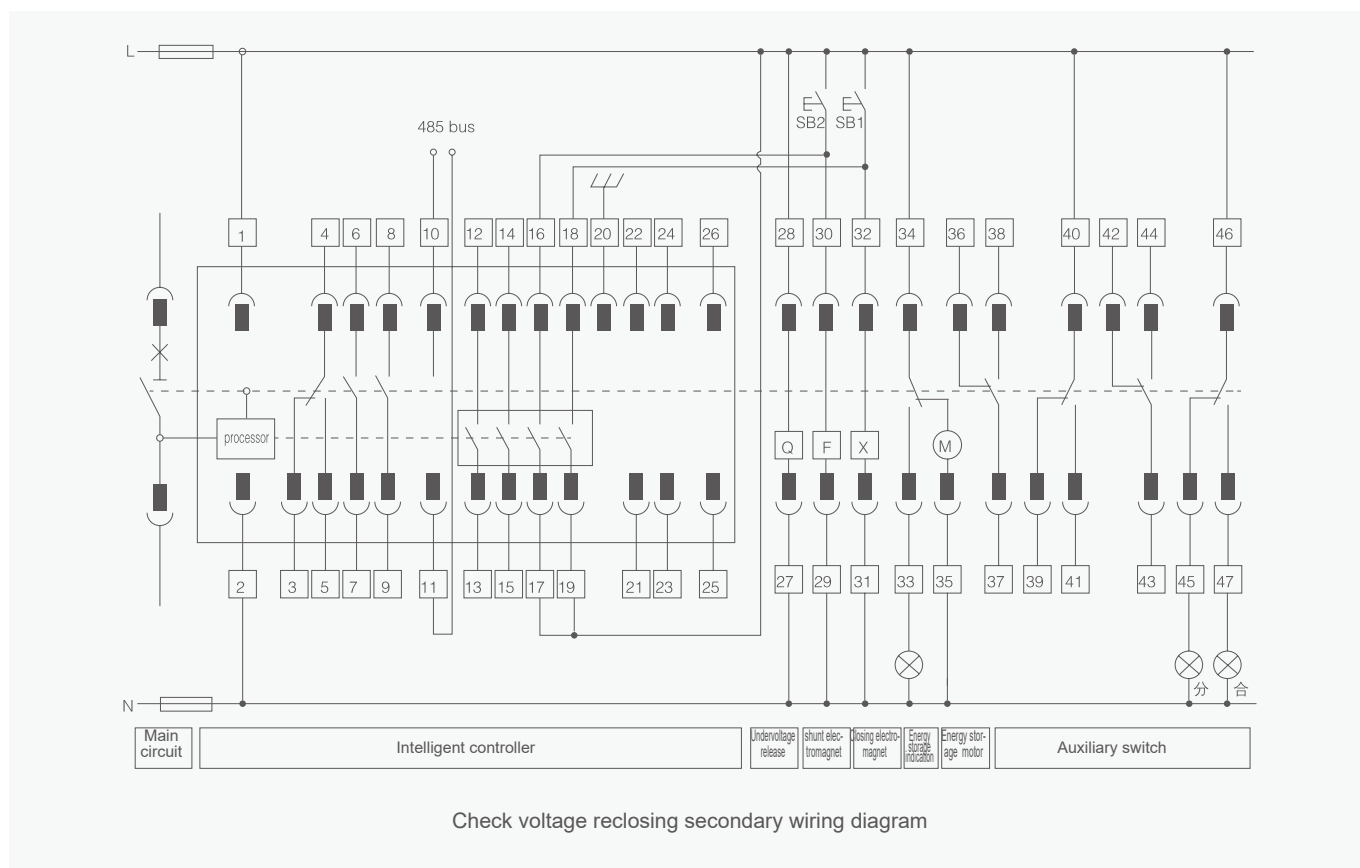 L
SB2 SB1
485 bus
1 4 6 8 10 12 14 16 18 20 22 24 26 28 30 32 34 36 38 40 42 44 46
processor
Q F X M
2 3 5 7 9 11 13 15 17 19 21 23 25 27 29 31 33 35 37 39 41 43 45 47
分 合
N
Main
circuit
Intelligent controller
Undervoltage
release
shunt elec-
tromagnet
Closing electro-
magnet
Energy
storage
indication
Energy stor-
age motor
Auxiliary switch
Check voltage reclosing secondary wiring diagram